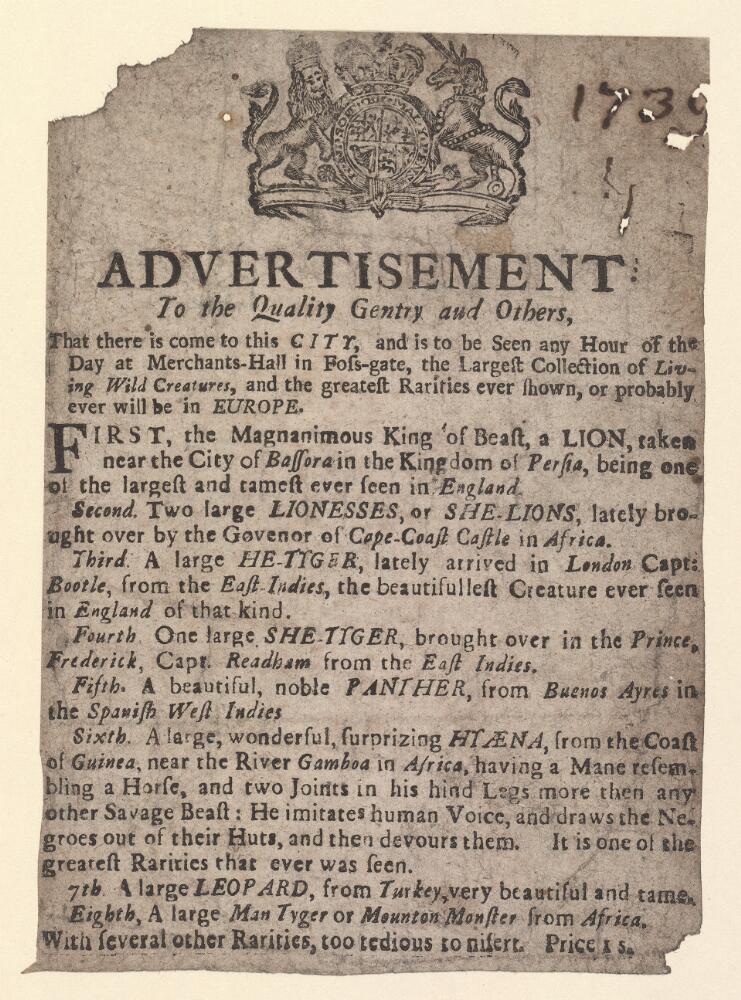 1739
HONI SOIT QUI MAL Y PENSE
ADVERTISEMENT:
To the Quality Gentry aud Others,
That there is come to this CITY, and is to be Seen any Hour of the
Day at Merchants-Hall in Foſs-gate, the Largeſt Collection of Liv-
ing Wild Creatures, and the greateſt Rarities ever ſhown, or probably
ever will be in EUROPE.
FIRST, the Magnanimous King of Beaſt, a LION, taken
near the City of Baſſora in the Kingdom of Perſia, being one
of the largeſt and tameſt ever ſeen in England.
Second. Two large LIONESSES, or SHE-LIONS, lately bro-
ught over by the Govenor of Cape-Coaſt Caſtle in Africa.
Third. A large HE-TYGER, lately arrived in London Capt:
Bootle, from the Eaſt-Indies, the beautifulleſt Creature ever ſeen
in England of that kind.
Fourth. One large SHE-TYGER, brought over in the Prince,
Frederick, Capt. Readham from the Eaſt Indies.
Fifth. A beautiful, noble PANTHER, from Buenos Ayres in
the Spaniſh Weſt Indies
Sixth. A large, wonderful, ſurprizing HYÆNA, from the Coaſt
of Guinea, near the River Gamboa in Africa, having a Mane reſem-
bling a Horſe, and two Joints in his hind Legs more then any
other Savage Beaſt: He imitates human Voice, and draws the Ne-
groes out of their Huts, and then devours them. It is one of the
greateſt Rarities that ever was ſeen.
7th. A large LEOPARD, from Turkey, very beautiful and tame.
Eighth, A large Man Tyger or Mounton Monſter from Africa.
With ſeveral other Rarities, too tedious to niſert. Price 1 s.